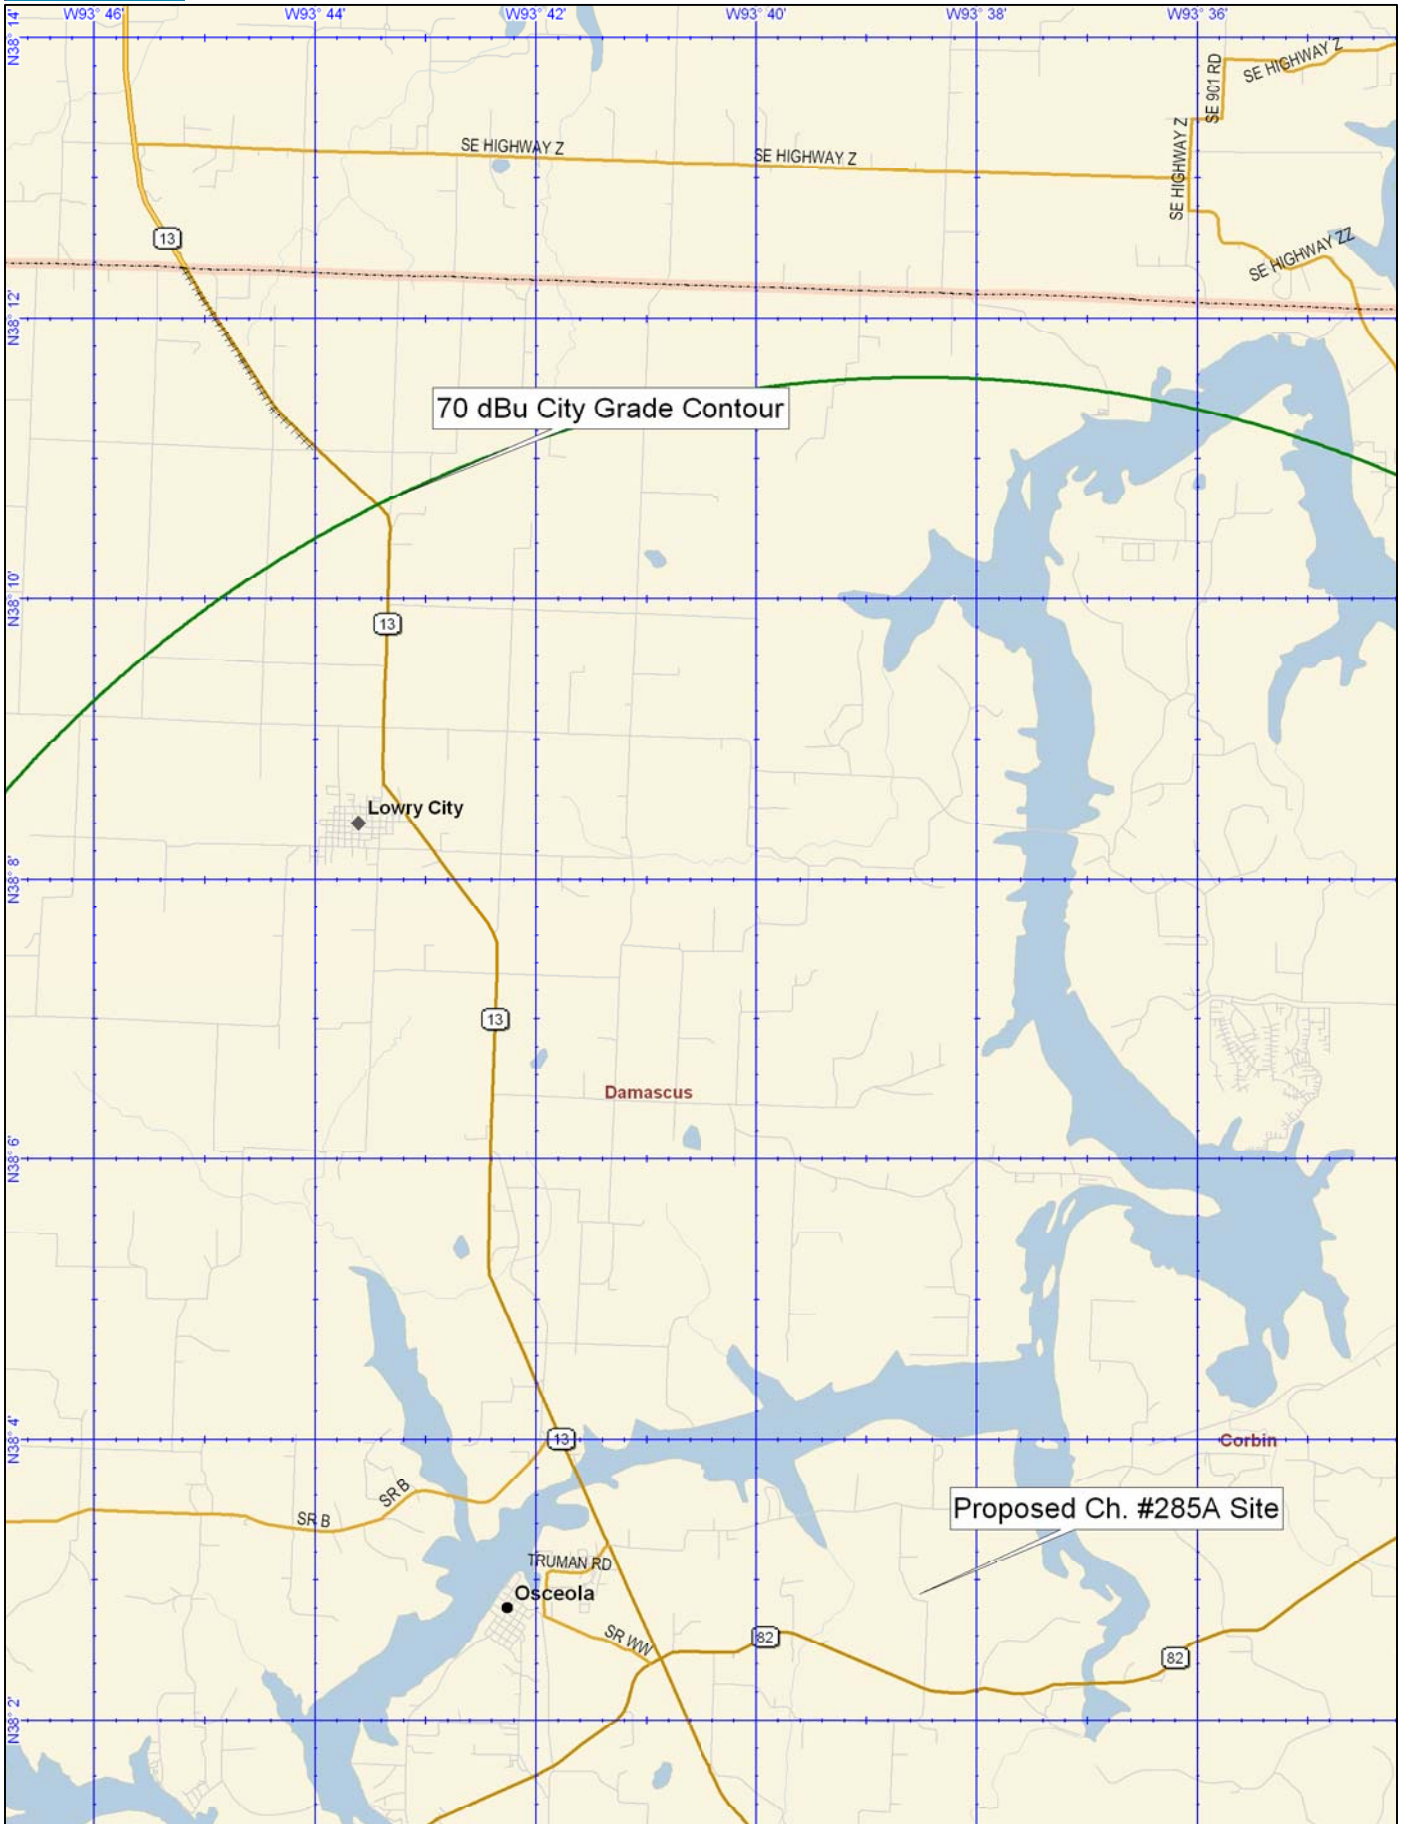 W93° 46'
W93° 44'
W93° 42'
W93° 40'
W93° 38'
W93° 36'
N38° 14'
SE HIGHWAY Z
SE 901 RD
SE HIGHWAY Z
SE HIGHWAY Z
SE HIGHWAY Z
13
SE HIGHWAY ZZ
N38° 12'
70 dBu City Grade Contour
N38° 10'
13
Lowry City
N38° 8'
13
Damascus
N38° 6'
N38° 4'
13
Corbin
SR B
SR B
Proposed Ch. #285A Site
TRUMAN RD
Osceola
SR WW
82
82
N38° 2'